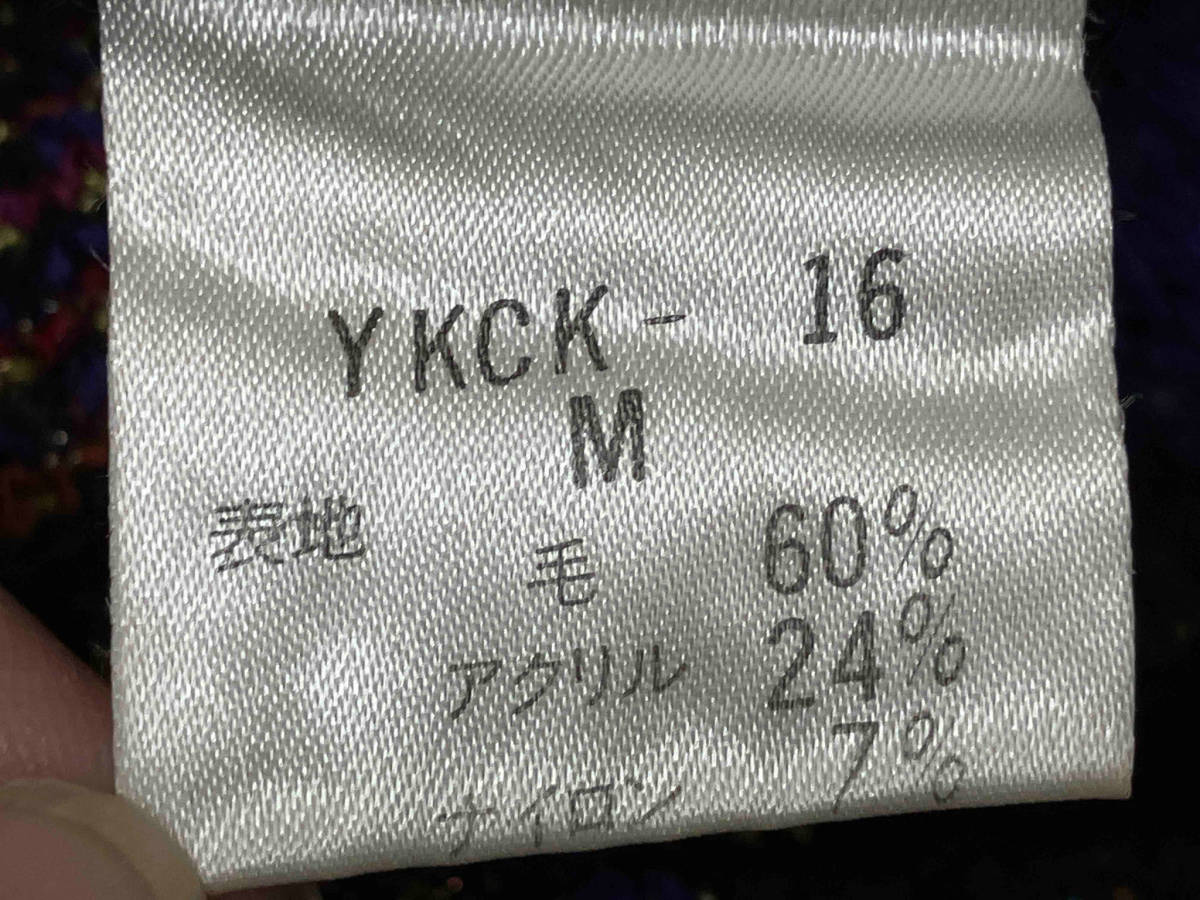 YKCK- 16
M
表地 毛 60%
アクリル 24%
ナイロン 7%